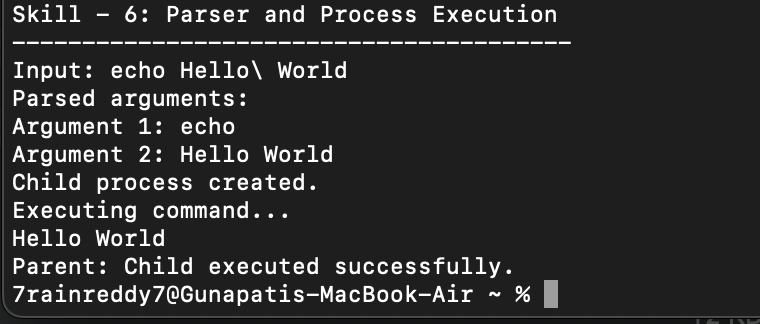 Skill - 6: Parser and Process Execution
----------------------------------------
Input: echo Hello\ World
Parsed arguments:
Argument 1: echo
Argument 2: Hello World
Child process created.
Executing command...
Hello World
Parent: Child executed successfully.
7rainreddy7@Gunapatis-MacBook-Air ~ %